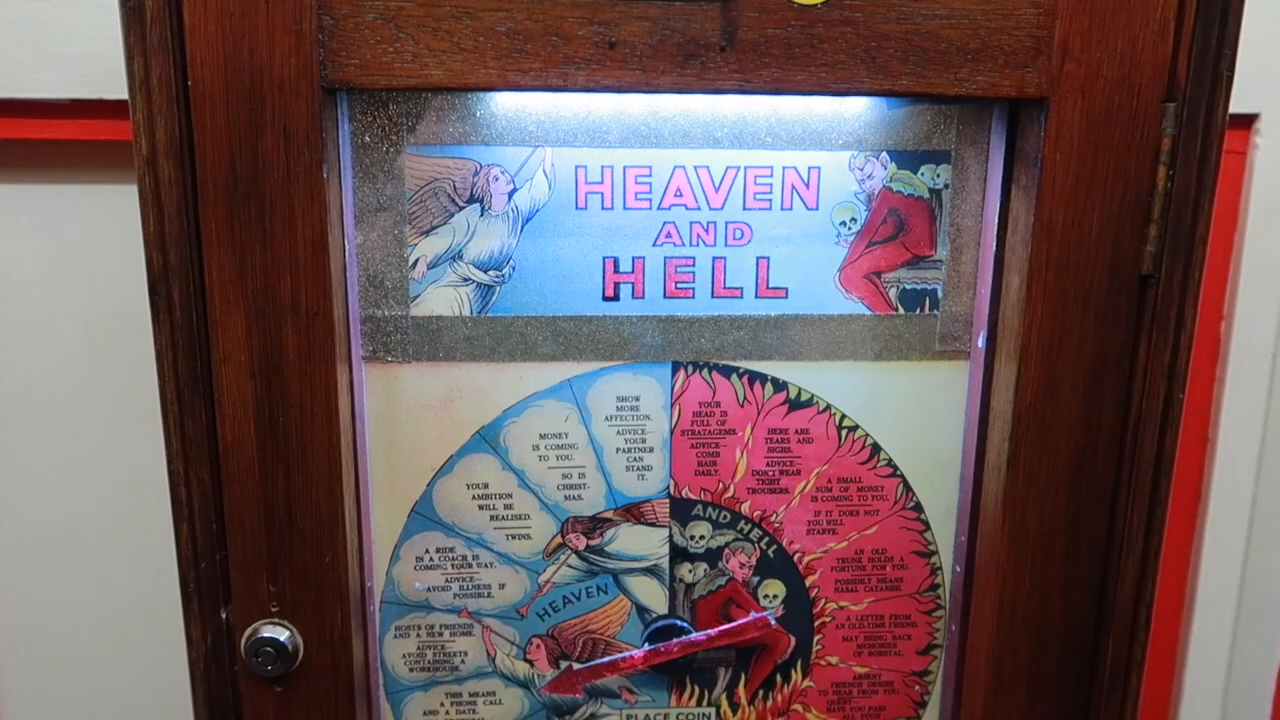 HEAVEN
AND
HELL
SHOW
MORE
AFFECTION.
ADVICE—
YOUR
PARTNER
CAN
STAND
IT.
MONEY
IS COMING
TO YOU.
SO IS
CHRIST-
MAS.
YOUR
AMBITION
WILL BE
REALISED.
TWINS.
A RIDE
IN A COACH IS
COMING YOUR WAY.
ADVICE—
AVOID ILLNESS IF
POSSIBLE.
HOSTS OF FRIENDS
AND A NEW HOME.
ADVICE—
AVOID STREETS
CONTAINING A
WORKHOUSE.
THIS MEANS
A PHONE CALL
AND A DATE.
HEAVEN
YOUR
HEAD IS
FULL OF
STRATAGEMS.
ADVICE—
COMB
HAIR
DAILY.
HERE ARE
TEARS AND
SIGHS.
ADVICE—
DON'T WEAR
TIGHT
TROUSERS.
A SMALL
SUM OF MONEY
IS COMING TO YOU.
IF IT DOES NOT
YOU WILL
STARVE.
AN OLD
TRUNK HOLDS A
FORTUNE FOR YOU.
POSSIBLY MEANS
NASAL CATARRH.
A LETTER FROM
AN OLD-TIME FRIEND.
MAY BRING BACK
MEMORIES
OF BORSTAL.
ABSENT
FRIENDS DESIRE
TO HEAR FROM YOU.
QUERY—
HAVE YOU PAID
ALL YOUR
AND HELL
PLACE COIN